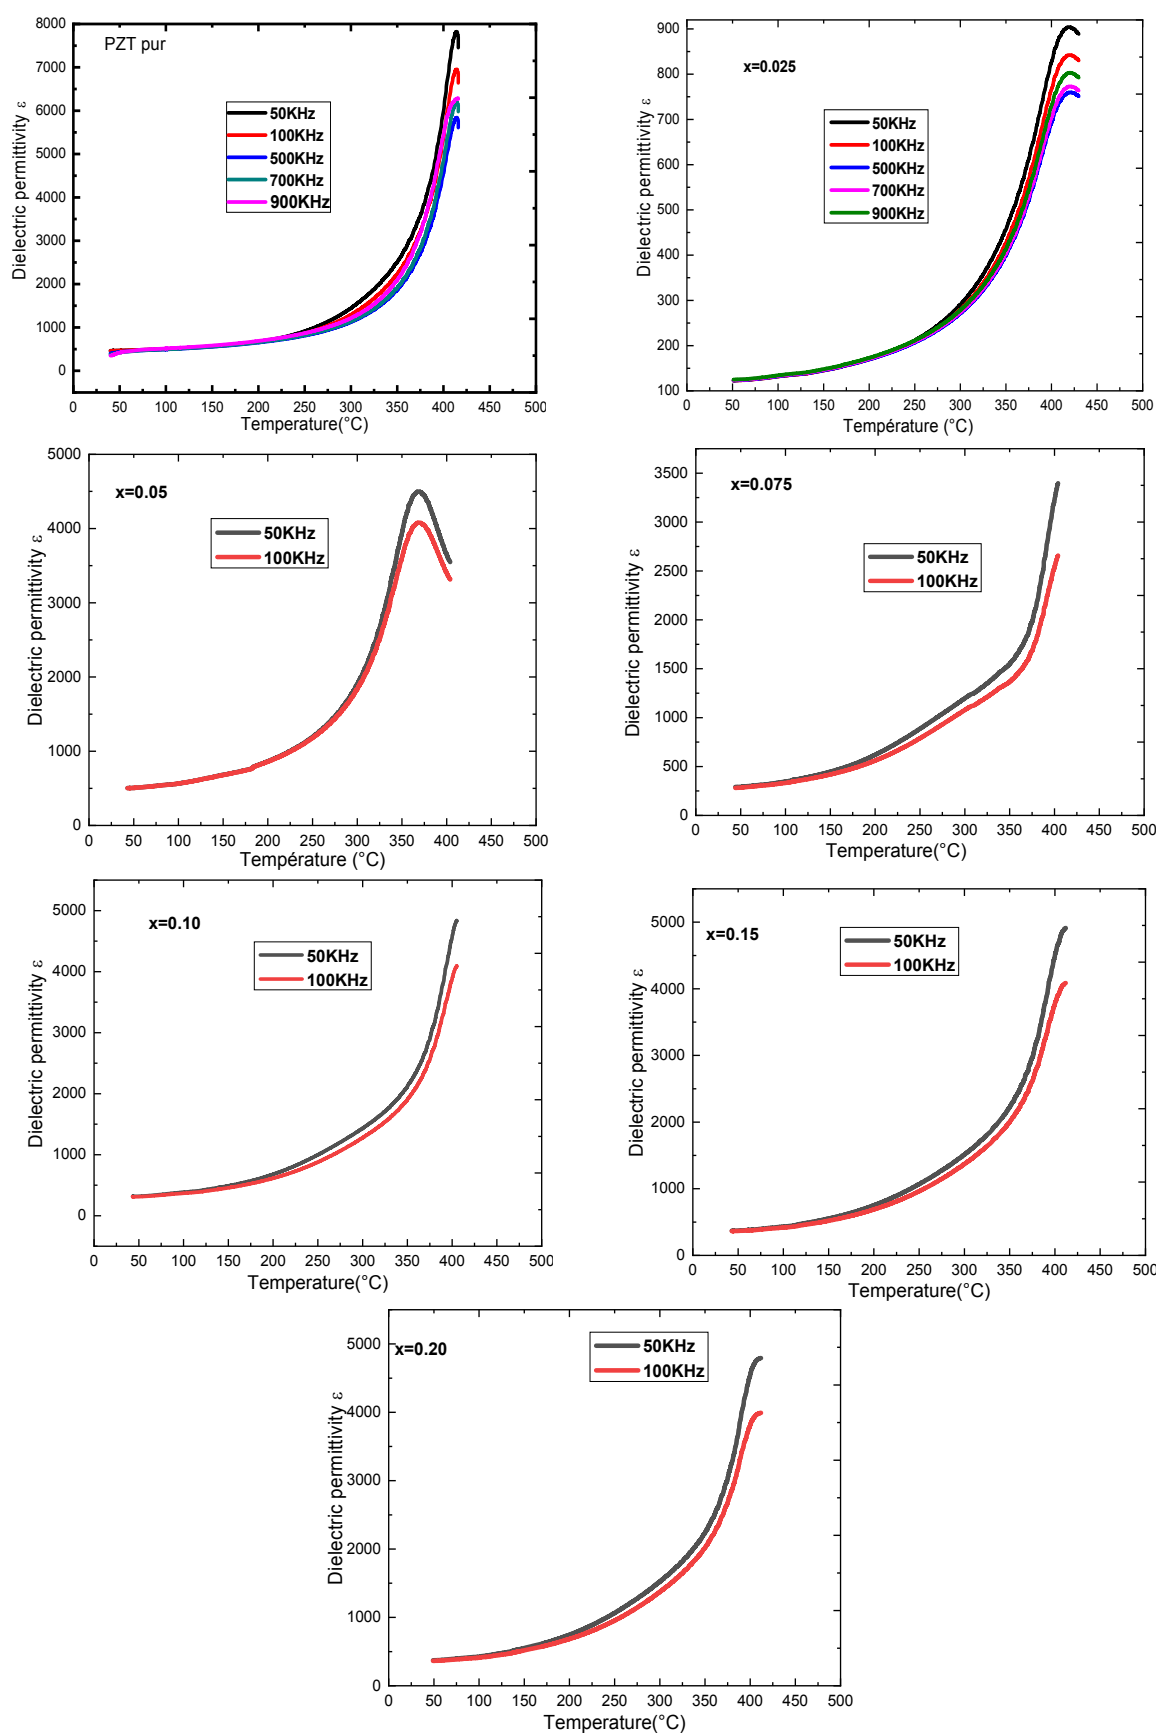 PZT pur
50KHz
100KHz
500KHz
700KHz
900KHz
Dielectric permittivity ε
8000
7000
6000
5000
4000
3000
2000
1000
0
0 50 100 150 200 250 300 350 400 450 500
Temperature(°C)
x=0.025
50KHz
100KHz
500KHz
700KHz
900KHz
Dielectric permittivity ε
900
800
700
600
500
400
300
200
100
0 50 100 150 200 250 300 350 400 450 500
Température (°C)
x=0.05
50KHz
100KHz
Dielectric permittivity ε
5000
4000
3000
2000
1000
0
0 50 100 150 200 250 300 350 400 450 500
Température (°C)
x=0.075
50KHz
100KHz
Dielectric permittivity ε
3500
3000
2500
2000
1500
1000
500
0
0 50 100 150 200 250 300 350 400 450 500
Temperature(°C)
x=0.10
50KHz
100KHz
Dielectric permittivity ε
5000
4000
3000
2000
1000
0
0 50 100 150 200 250 300 350 400 450 500
Temperature(°C)
x=0.15
50KHz
100KHz
Dielectric permittivity ε
5000
4000
3000
2000
1000
0
0 50 100 150 200 250 300 350 400 450 500
Temperature(°C)
x=0.20
50KHz
100KHz
Dielectric permittivity ε
5000
4000
3000
2000
1000
0
0 50 100 150 200 250 300 350 400 450 500
Temperature(°C)